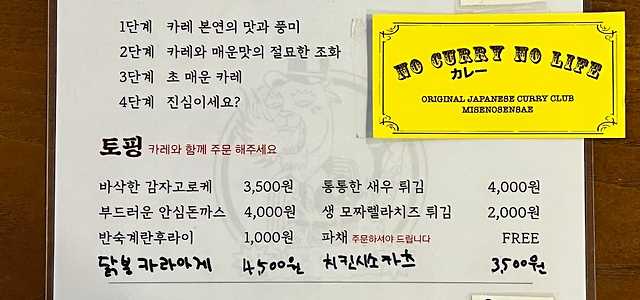 1단계 카레 본연의 맛과 풍미
2단계 카레와 매운맛의 절묘한 조화
3단계 초 매운 카레
4단계 진심이세요?
NO CURRY NO LIFE
カレー
ORIGINAL JAPANESE CURRY CLUB
MISENOSENSAE
토핑 카레와 함께 주문 해주세요
바삭한 감자고로케 3,500원 통통한 새우 튀김 4,000원
부드러운 안심돈까스 4,000원 생 모짜렐라치즈 튀김 2,000원
반숙계란후라이 1,000원 파채 주문하셔야 드립니다 FREE
닭봉 카라아게 4500원 치킨시소카츠 3,500원